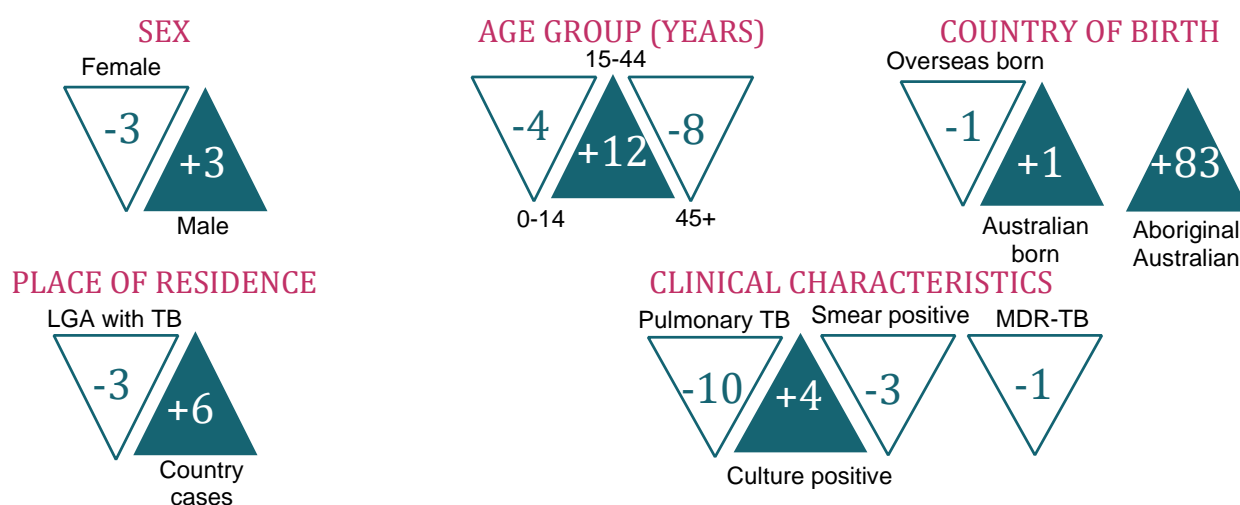 SEX
Female
-3
+3
Male
AGE GROUP (YEARS)
15-44
-4
+12
-8
0-14
45+
COUNTRY OF BIRTH
Overseas born
-1
+1
+83
Australian
born
Aboriginal
Australian
PLACE OF RESIDENCE
LGA with TB
-3
+6
Country
cases
CLINICAL CHARACTERISTICS
Pulmonary TB
Smear positive
MDR-TB
-10
+4
-3
-1
Culture positive